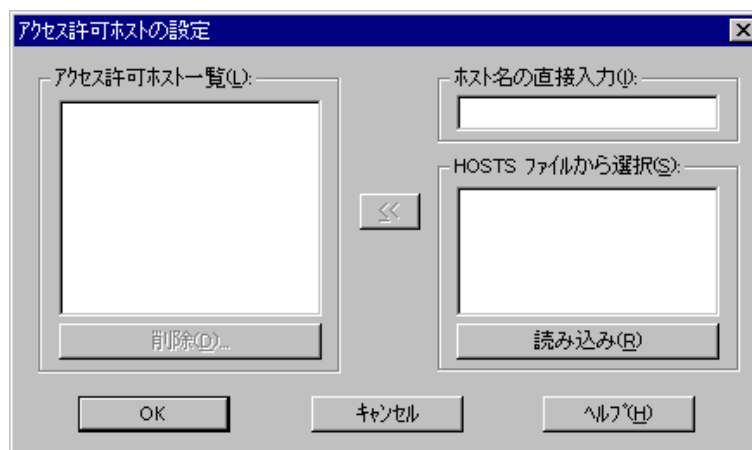 アクセス許可ホストの設定
アクセス許可ホスト一覧(L):
削除(D)...
<<
ホスト名の直接入力(I):
HOSTS ファイルから選択(S):
読み込み(R)
OK
キャンセル
ヘルプ(H)